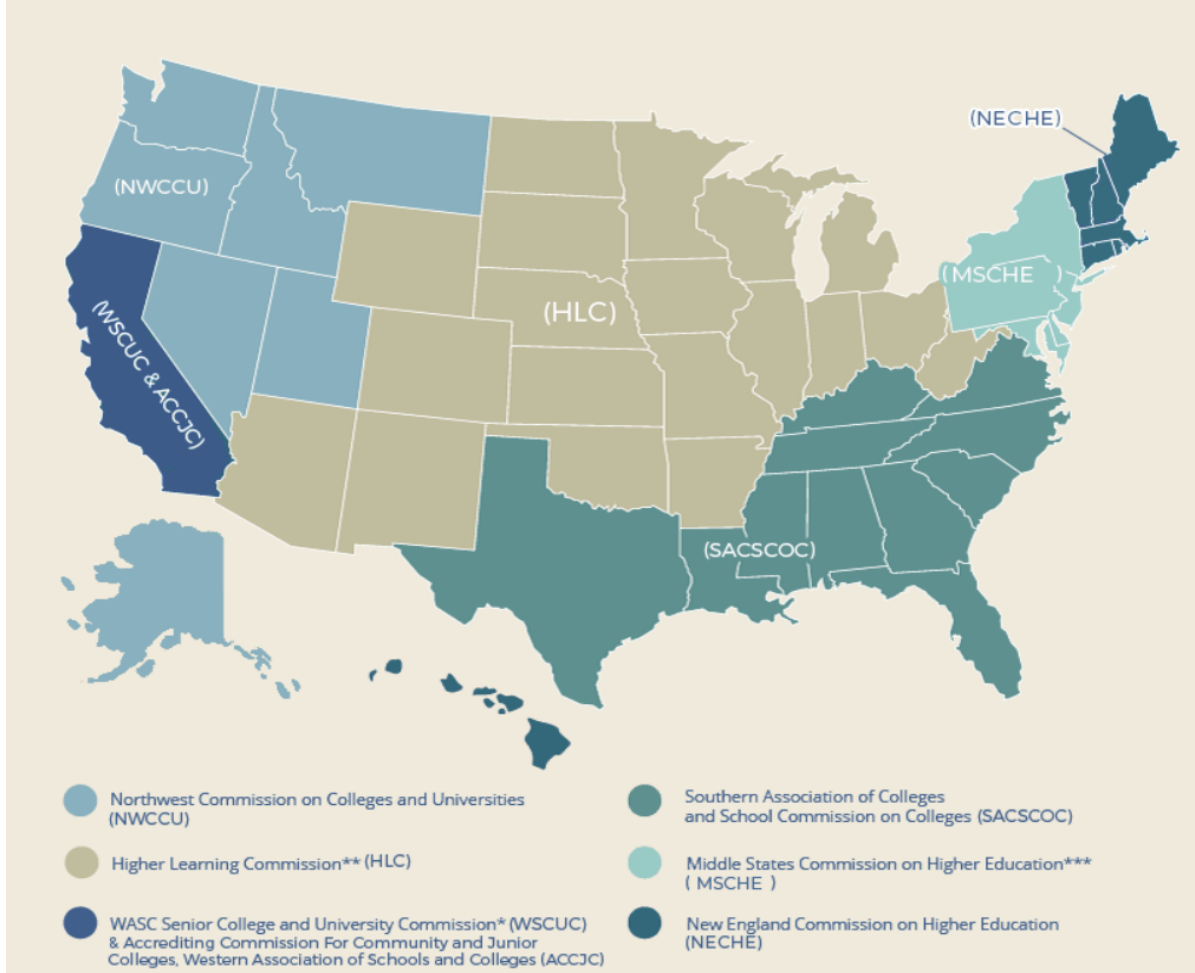 (NECHE)
(NWCCU)
(MSCHE )
(HLC)
(WSCUC & ACCJC)
(SACSCOC)
Northwest Commission on Colleges and Universities
(NWCCU)
Higher Learning Commission** (HLC)
WASC Senior College and University Commission* (WSCUC)
& Accrediting Commission For Community and Junior
Colleges, Western Association of Schools and Colleges (ACCJC)
Southern Association of Colleges
and School Commission on Colleges (SACSCOC)
Middle States Commission on Higher Education***
( MSCHE )
New England Commission on Higher Education
(NECHE)